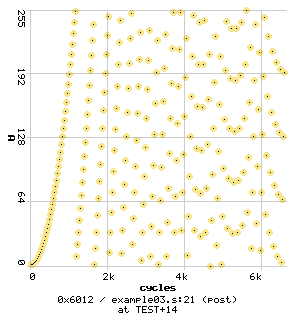 255
192
128
64
0
A
0
2k
4k
6k
cycles
0x6012 / example03.s:21 (post)
at TEST+14